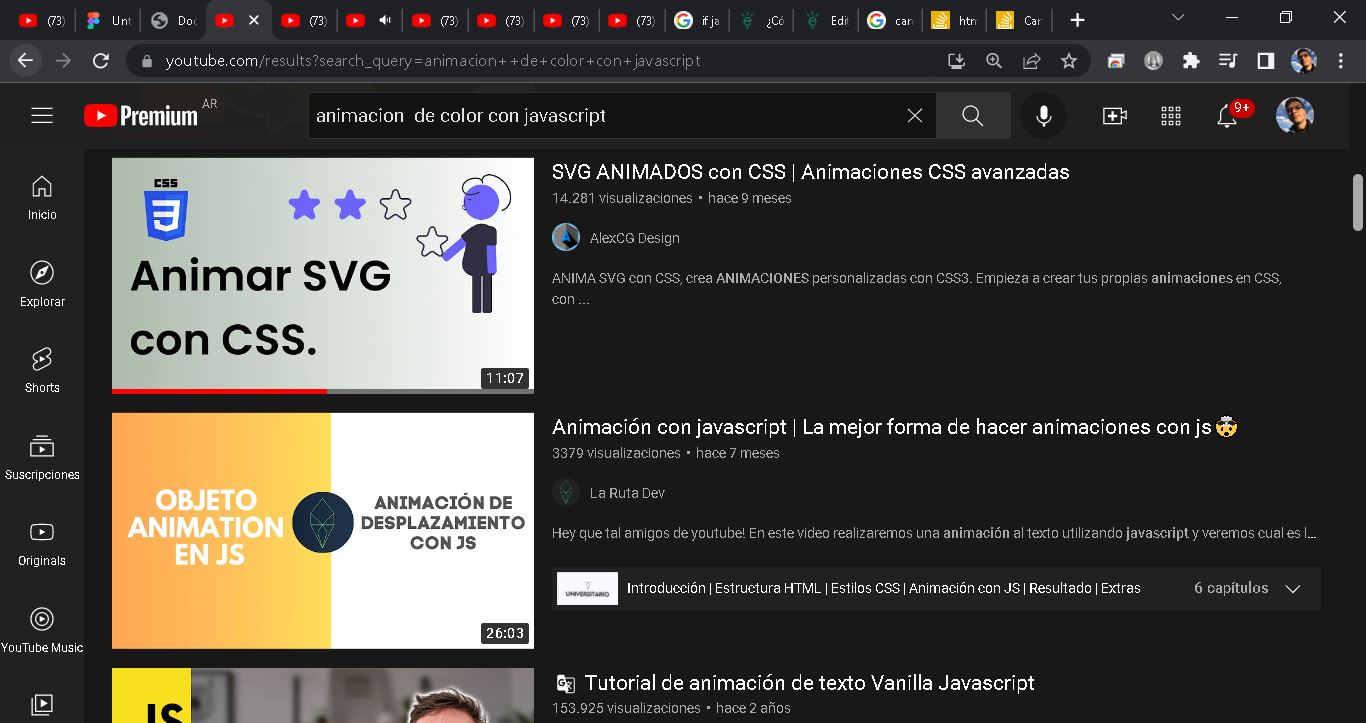 (73)
Unt
Doc
(73)
(73)
(73)
(73)
(73)
if ja
¿Có
Edit
can
htm
Car
youtube.com/results?search_query=animacion++de+color+con+javascript
Premium AR
animacion  de color con javascript
9+
Inicio
Explorar
Shorts
Suscripciones
Originals
YouTube Music
CSS
3
Animar SVG
con CSS.
11:07
SVG ANIMADOS con CSS | Animaciones CSS avanzadas
14.281 visualizaciones • hace 9 meses
AlexCG Design
ANIMA SVG con CSS, crea ANIMACIONES personalizadas con CSS3. Empieza a crear tus propias animaciones en CSS,
con ...
OBJETO
ANIMATION
EN JS
ANIMACIÓN DE
DESPLAZAMIENTO
CON JS
26:03
Animación con javascript | La mejor forma de hacer animaciones con js🤯
3379 visualizaciones • hace 7 meses
La Ruta Dev
Hey que tal amigos de youtube! En este video realizaremos una animación al texto utilizando javascript y veremos cual es l...
UNIVERSITARIO
Introducción | Estructura HTML | Estilos CSS | Animación con JS | Resultado | Extras
6 capítulos
JS
Tutorial de animación de texto Vanilla Javascript
153.925 visualizaciones • hace 2 años